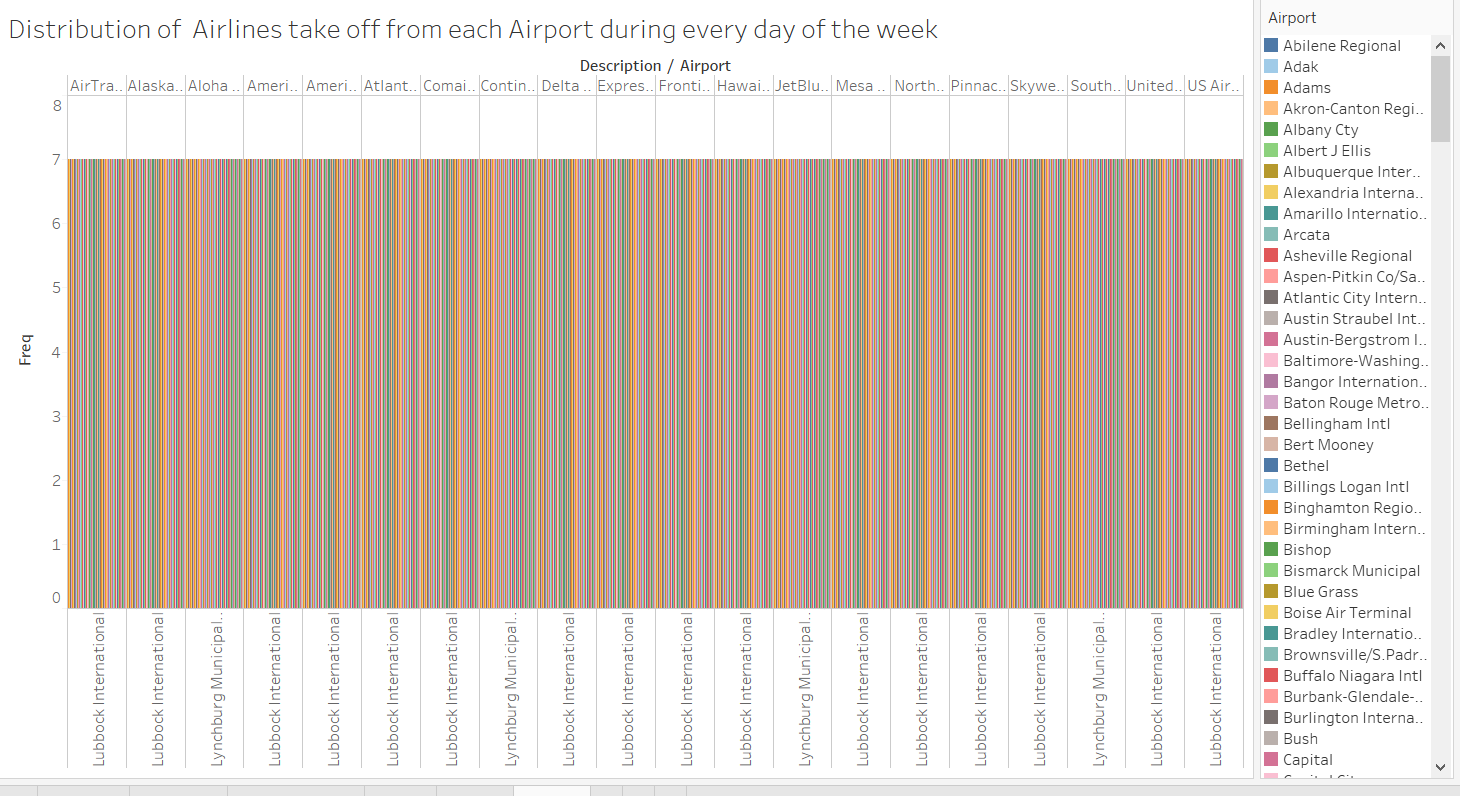 Distribution of  Airlines take off from each Airport during every day of the week
Description / Airport
AirTra.. Alaska.. Aloha .. Ameri.. Ameri.. Atlant.. Comai.. Contin.. Delta .. Expres.. Fronti.. Hawai.. JetBlu.. Mesa .. North.. Pinnac.. Skywe.. South.. United.. US Air..
8
7
6
5
4
3
2
1
0
Freq
Lubbock International
Lubbock International
Lynchburg Municipal..
Lubbock International
Lubbock International
Lubbock International
Lubbock International
Lynchburg Municipal..
Lubbock International
Lubbock International
Lubbock International
Lubbock International
Lynchburg Municipal..
Lubbock International
Lubbock International
Lubbock International
Lubbock International
Lynchburg Municipal..
Lubbock International
Lubbock International
Airport
Abilene Regional
Adak
Adams
Akron-Canton Regi..
Albany Cty
Albert J Ellis
Albuquerque Inter..
Alexandria Interna..
Amarillo Internatio..
Arcata
Asheville Regional
Aspen-Pitkin Co/Sa..
Atlantic City Intern..
Austin Straubel Int..
Austin-Bergstrom I..
Baltimore-Washing..
Bangor Internation..
Baton Rouge Metro..
Bellingham Intl
Bert Mooney
Bethel
Billings Logan Intl
Binghamton Regio..
Birmingham Intern..
Bishop
Bismarck Municipal
Blue Grass
Boise Air Terminal
Bradley Internatio..
Brownsville/S.Padr..
Buffalo Niagara Intl
Burbank-Glendale-..
Burlington Interna..
Bush
Capital